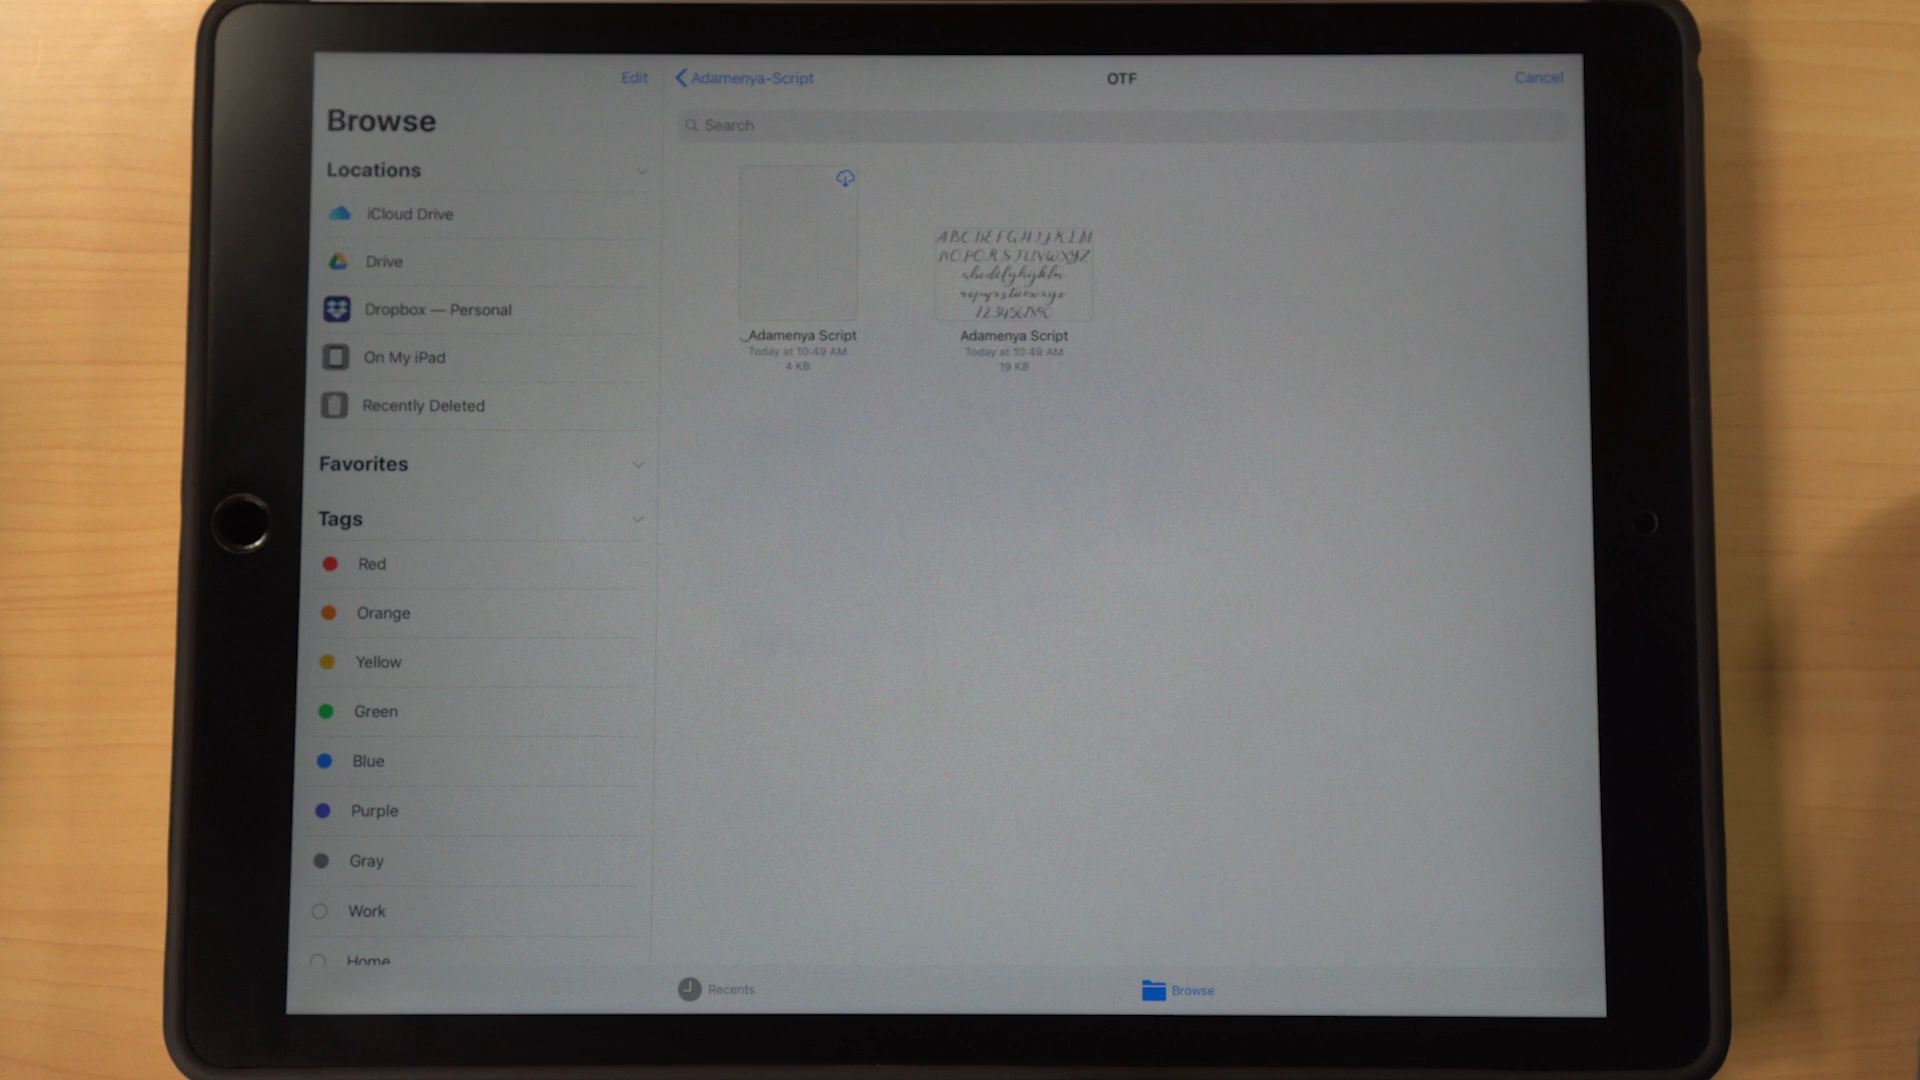 Edit
Browse
Locations
iCloud Drive
Drive
Dropbox — Personal
On My iPad
Recently Deleted
Favorites
Tags
Red
Orange
Yellow
Green
Blue
Purple
Gray
Work
Home
Adamenya-Script
OTF
Cancel
Search
._Adamenya Script
Today at 10:49 AM
4 KB
A B C D E F G H I J K L M
N O P Q R S T U V W X Y Z
1234567890
Adamenya Script
Today at 10:49 AM
19 KB
Recents
Browse